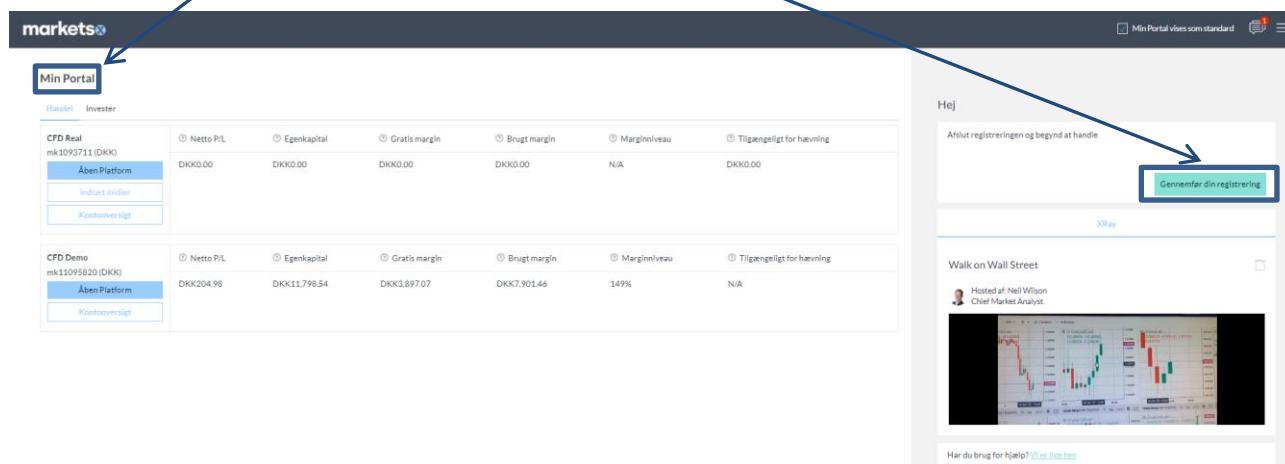 marketsx
Min Portal vises som standard
1
Min Portal
Handel Invester
CFD Real
mk1093711 (DKK)
Åben Platform
Indsæt midler
Kontooversigt
Netto P/L Egenkapital Gratis margin Brugt margin Marginniveau Tilgængeligt for hævning
DKK0.00 DKK0.00 DKK0.00 DKK0.00 N/A DKK0.00
CFD Demo
mk11095820 (DKK)
Åben Platform
Kontooversigt
Netto P/L Egenkapital Gratis margin Brugt margin Marginniveau Tilgængeligt for hævning
DKK204.98 DKK11,798.54 DKK3,897.07 DKK7,901.46 149% N/A
Hej
Afslut registreringen og begynd at handle
Gennemfør din registrering
XRay
Walk on Wall Street
Hosted af: Neil Wilson
Chief Market Analyst
Har du brug for hjælp? Vi er lige her